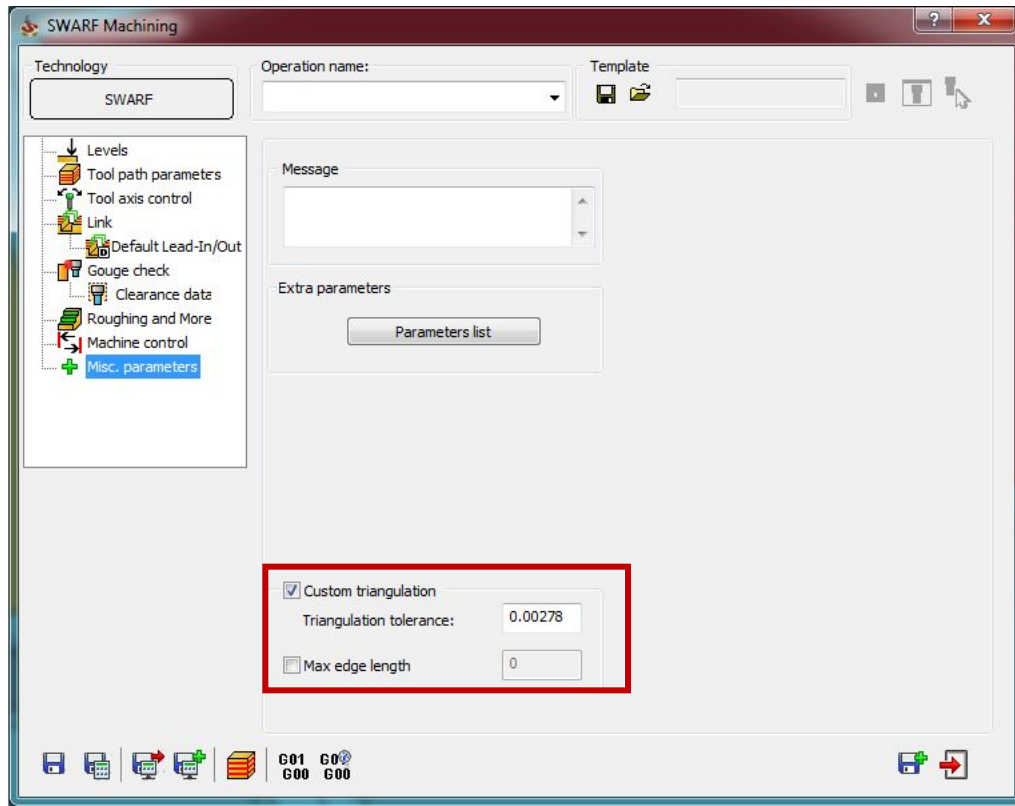 SWARF Machining
Technology
SWARF
Operation name:
Template
Levels
Tool path parameters
Tool axis control
Link
Default Lead-In/Out
Gouge check
Clearance data
Roughing and More
Machine control
Misc. parameters
Message
Extra parameters
Parameters list
Custom triangulation
Triangulation tolerance: 0.00278
Max edge length 0
G01 G0
G00 G00